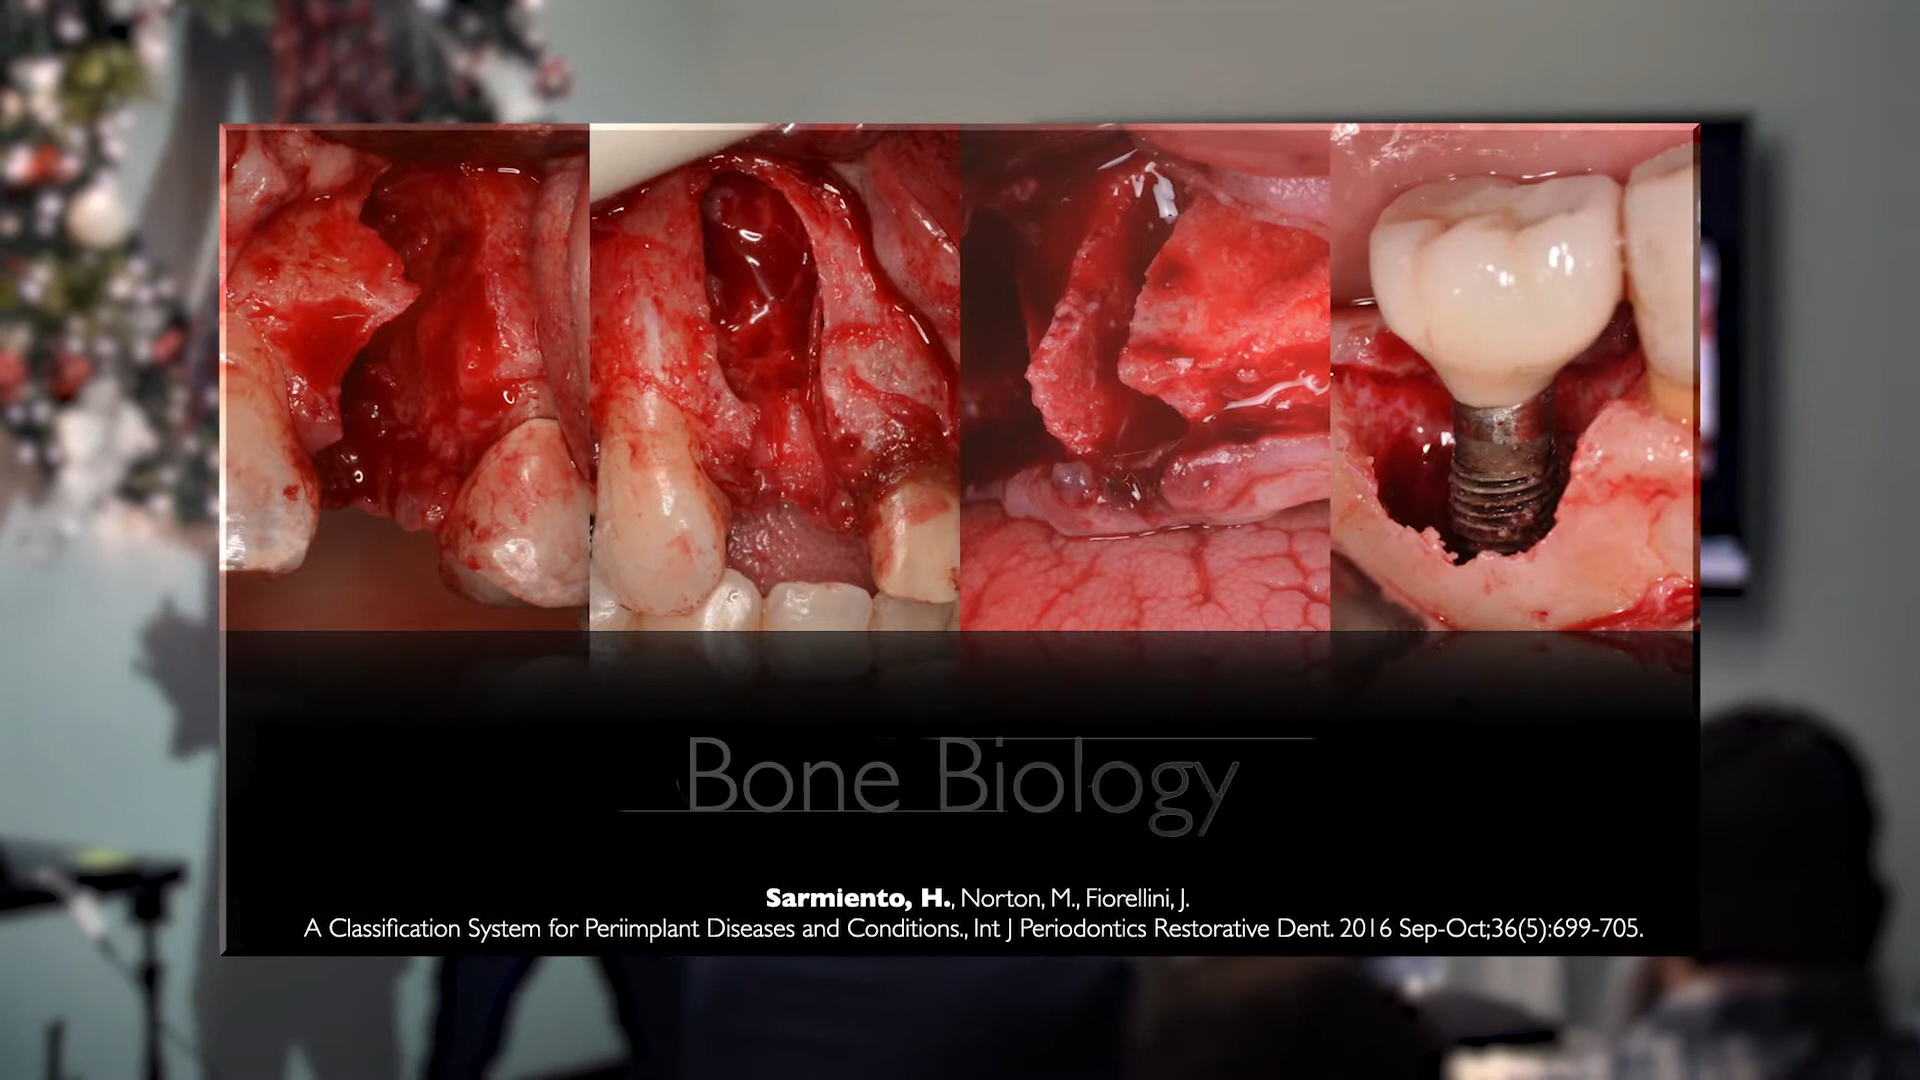 Bone Biology
Sarmiento, H., Norton, M., Fiorellini, J.
A Classification System for Periimplant Diseases and Conditions., Int J Periodontics Restorative Dent. 2016 Sep-Oct;36(5):699-705.